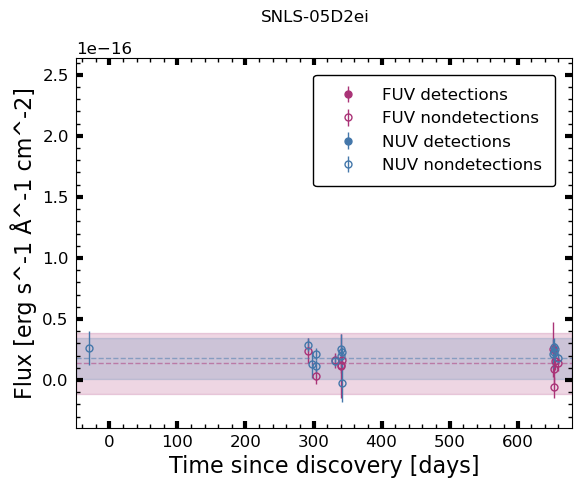 SNLS-05D2ei
1e−16
2.5
2.0
1.5
1.0
0.5
0.0
Flux [erg s^-1 Å^-1 cm^-2]
FUV detections
FUV nondetections
NUV detections
NUV nondetections
0 100 200 300 400 500 600
Time since discovery [days]